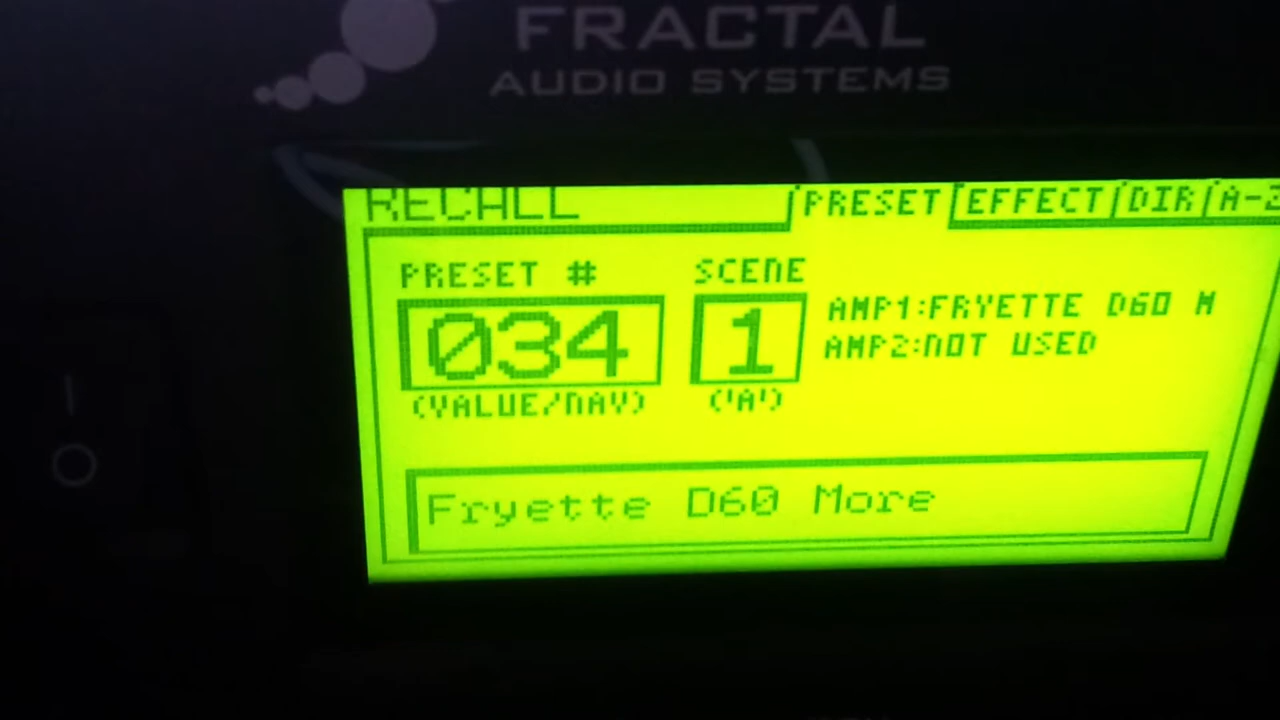 FRACTAL
AUDIO SYSTEMS
RECALL
PRESET EFFECT DIR A-Z
PRESET # SCENE
034 1
AMP1:FRYETTE D60 M
AMP2:NOT USED
(VALUE/NAV) ('A')
Fryette D60 More